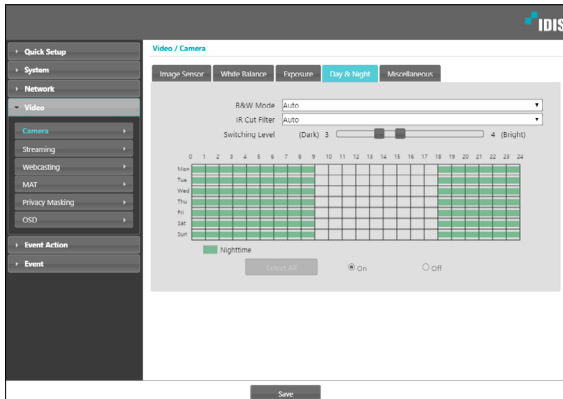 IDIS
Quick Setup
System
Network
Video
Camera
Streaming
Webcasting
MAT
Privacy Masking
OSD
Event Action
Event
Video / Camera
Image Sensor White Balance Exposure Day & Night Miscellaneous
B&W Mode Auto
IR Cut Filter Auto
Switching Level (Dark) 3 4 (Bright)
0 1 2 3 4 5 6 7 8 9 10 11 12 13 14 15 16 17 18 19 20 21 22 23 24
Mon
Tue
Wed
Thu
Fri
Sat
Sun
Nighttime
Select All On Off
Save